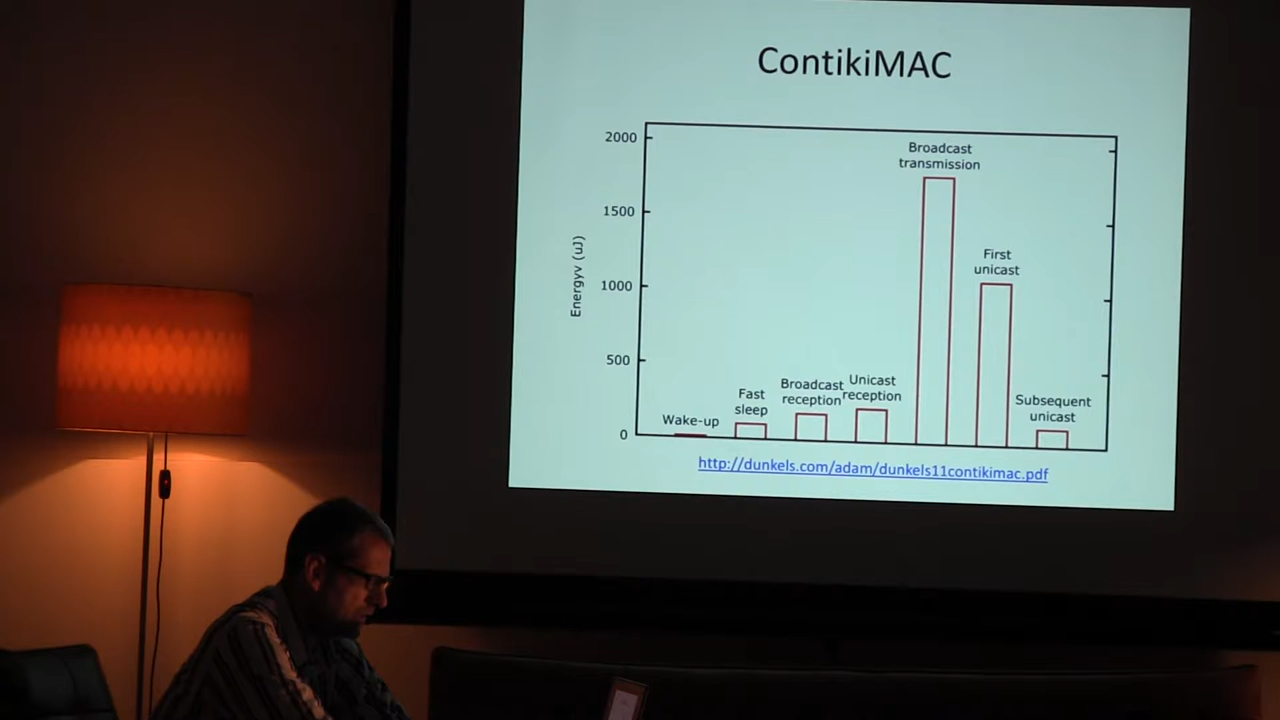 ContikiMAC
2000
1500
1000
500
0
Energyv (uJ)
Wake-up
Fast
sleep
Broadcast
reception
Unicast
reception
Broadcast
transmission
First
unicast
Subsequent
unicast
http://dunkels.com/adam/dunkels11contikimac.pdf